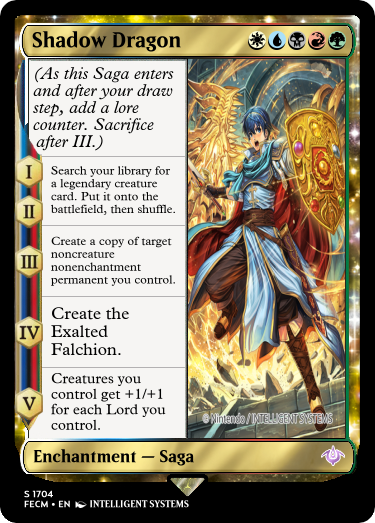 Shadow Dragon
(As this Saga enters
and after your draw
step, add a lore
counter. Sacrifice
after III.)
I
II
Search your library for
a legendary creature
card. Put it onto the
battlefield, then shuffle.
III
Create a copy of target
noncreature
nonenchantment
permanent you control.
IV
Create the
Exalted
Falchion.
V
Creatures you
control get +1/+1
for each Lord you
control.
© Nintendo / INTELLIGENT SYSTEMS
Enchantment — Saga
S 1704
FECM • EN INTELLIGENT SYSTEMS